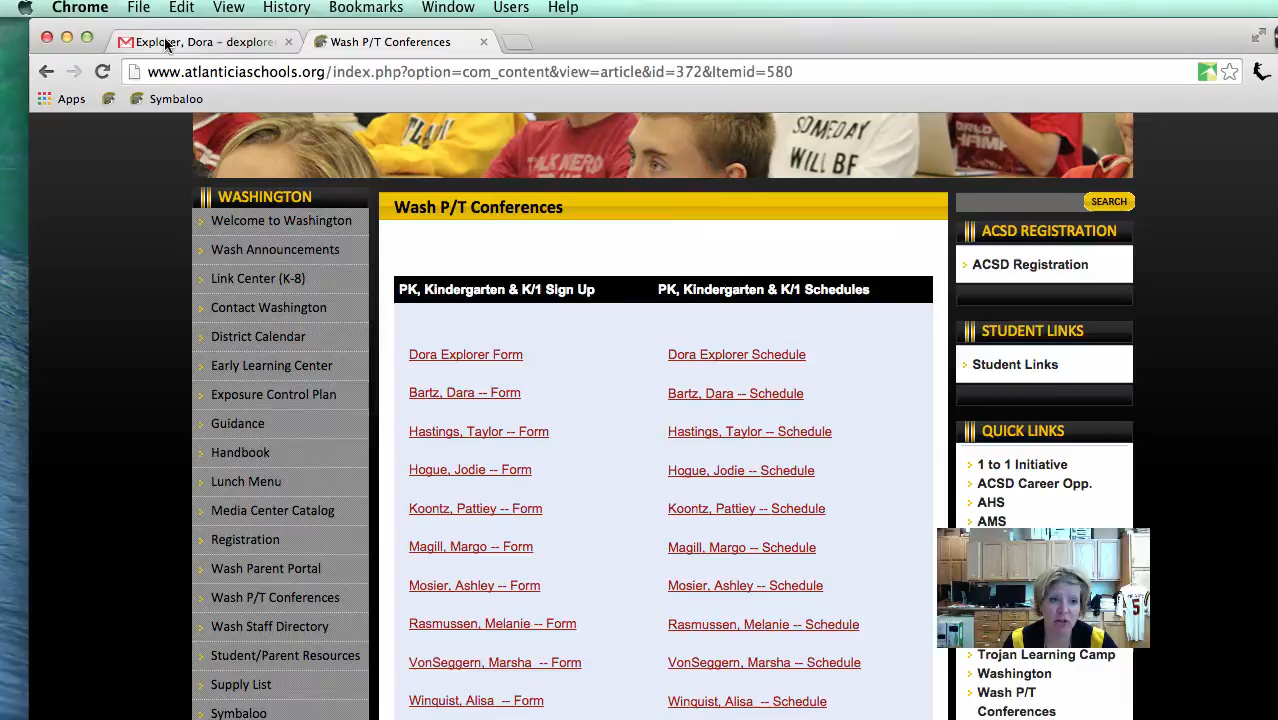 Chrome File Edit View History Bookmarks Window Users Help
Explorer, Dora - dexplore
Wash P/T Conferences
www.atlanticiaschools.org/index.php?option=com_content&view=article&id=372&Itemid=580
Apps Symbaloo
TALK NERD
SOMEDAY
WILL BE
WASHINGTON
Welcome to Washington
Wash Announcements
Link Center (K-8)
Contact Washington
District Calendar
Early Learning Center
Exposure Control Plan
Guidance
Handbook
Lunch Menu
Media Center Catalog
Registration
Wash Parent Portal
Wash P/T Conferences
Wash Staff Directory
Student/Parent Resources
Supply List
Symbaloo
Wash P/T Conferences
PK, Kindergarten & K/1 Sign Up PK, Kindergarten & K/1 Schedules
Dora Explorer Form Dora Explorer Schedule
Bartz, Dara -- Form Bartz, Dara -- Schedule
Hastings, Taylor -- Form Hastings, Taylor -- Schedule
Hogue, Jodie -- Form Hogue, Jodie -- Schedule
Koontz, Pattiey -- Form Koontz, Pattiey -- Schedule
Magill, Margo -- Form Magill, Margo -- Schedule
Mosier, Ashley -- Form Mosier, Ashley -- Schedule
Rasmussen, Melanie -- Form Rasmussen, Melanie -- Schedule
VonSeggern, Marsha -- Form VonSeggern, Marsha -- Schedule
Winquist, Alisa -- Form Winquist, Alisa -- Schedule
SEARCH
ACSD REGISTRATION
ACSD Registration
STUDENT LINKS
Student Links
QUICK LINKS
1 to 1 Initiative
ACSD Career Opp.
AHS
AMS
5
Trojan Learning Camp
Washington
Wash P/T
Conferences